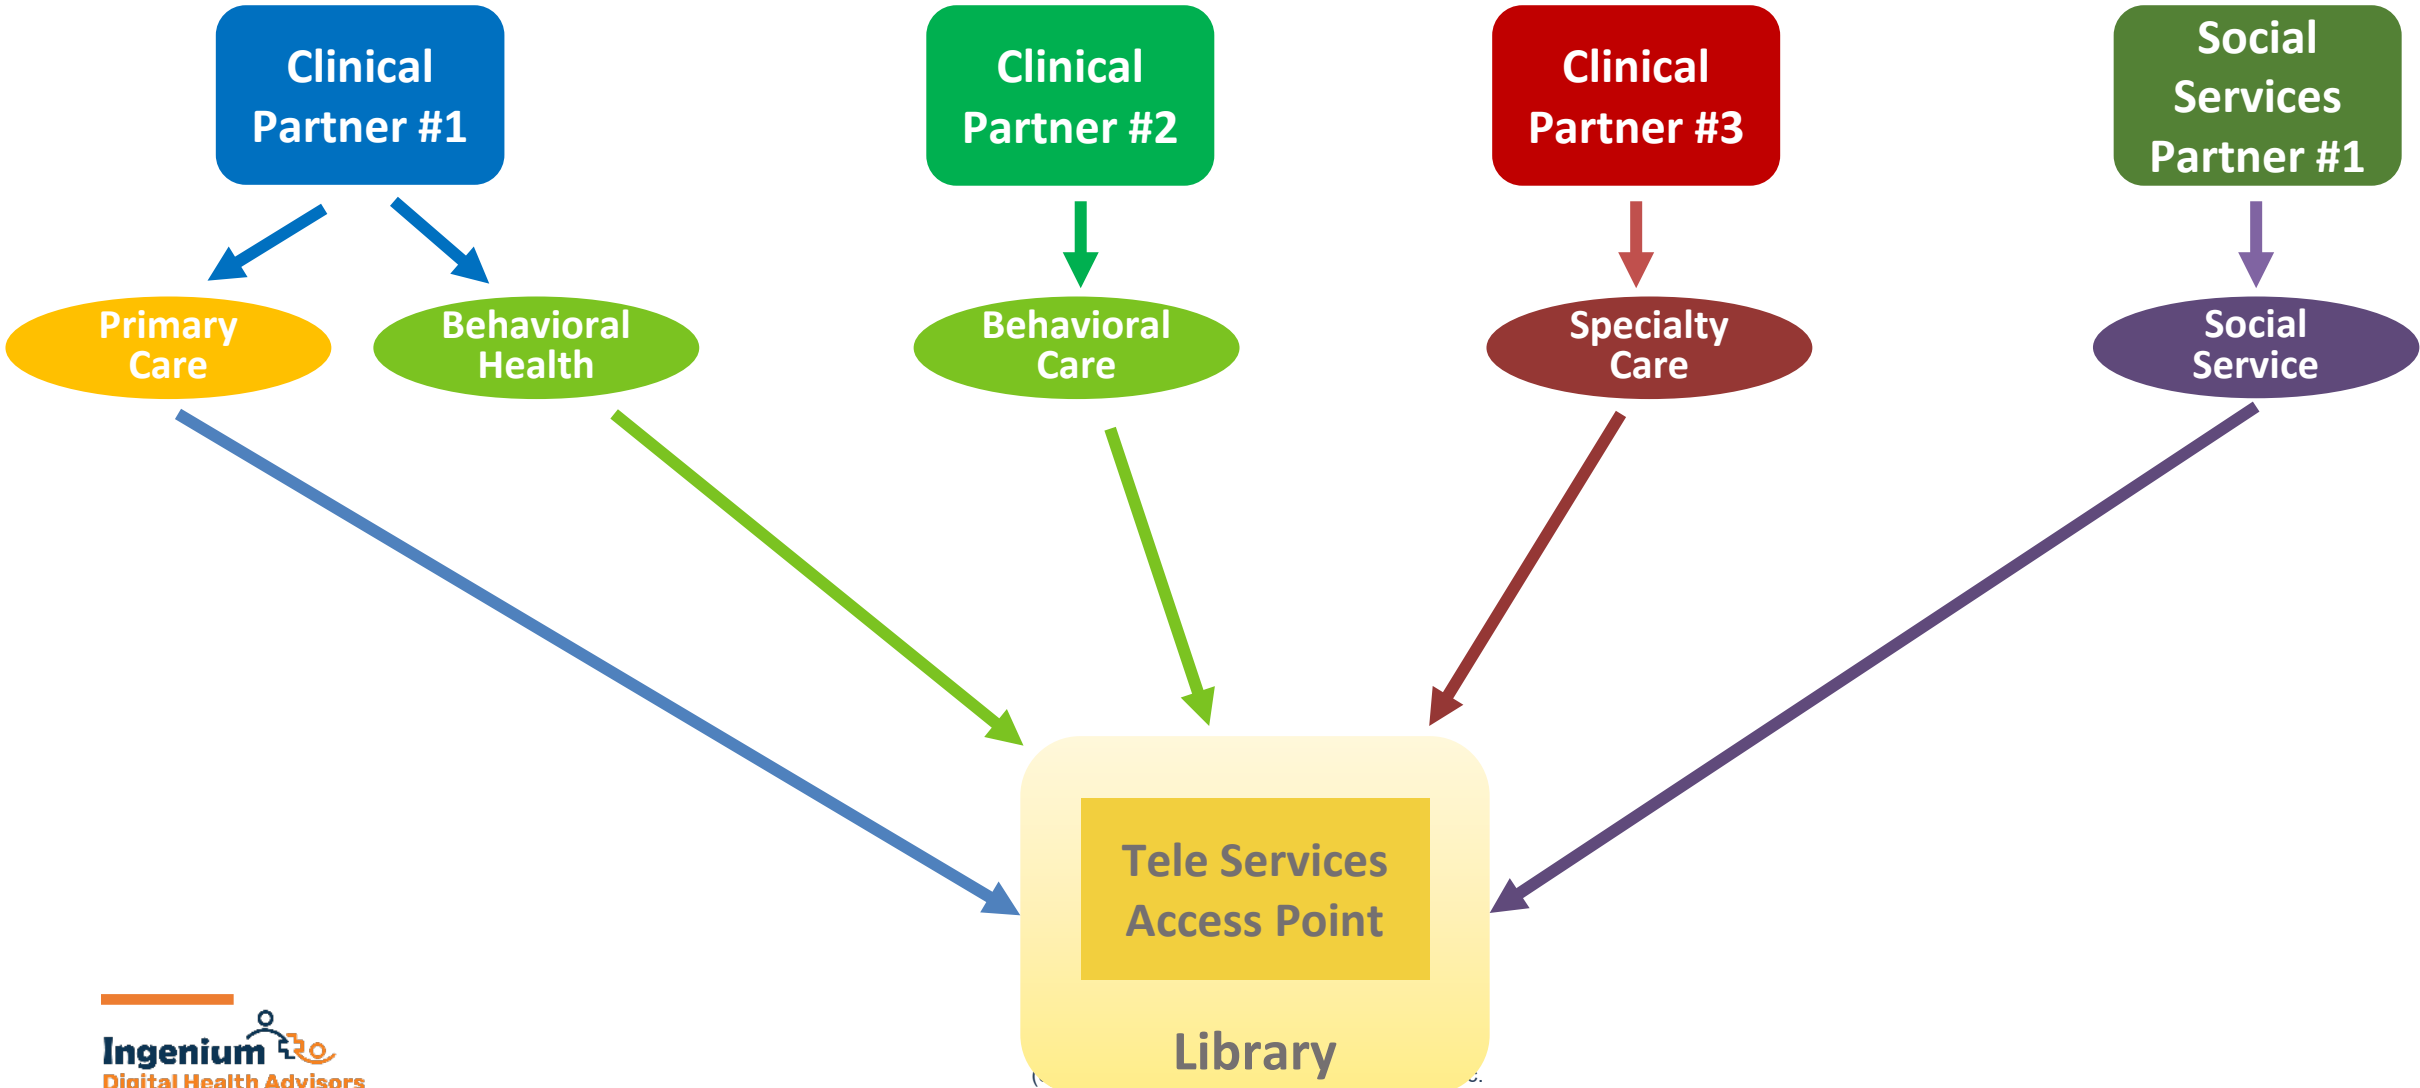 Clinical
Partner #1
Clinical
Partner #2
Clinical
Partner #3
Social
Services
Partner #1
Primary
Care
Behavioral
Health
Behavioral
Care
Specialty
Care
Social
Service
Tele Services
Access Point
Library
Ingenium
Digital Health Advisors